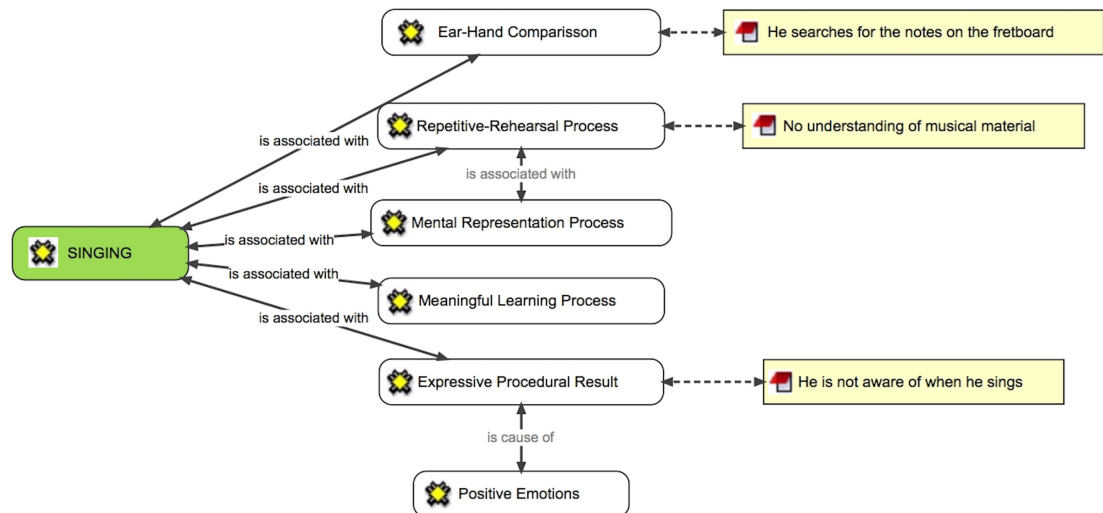 Ear-Hand Comparisson
He searches for the notes on the fretboard
is associated with
Repetitive-Rehearsal Process
No understanding of musical material
is associated with
is associated with
Mental Representation Process
is associated with
SINGING
is associated with
Meaningful Learning Process
is associated with
Expressive Procedural Result
He is not aware of when he sings
is cause of
Positive Emotions